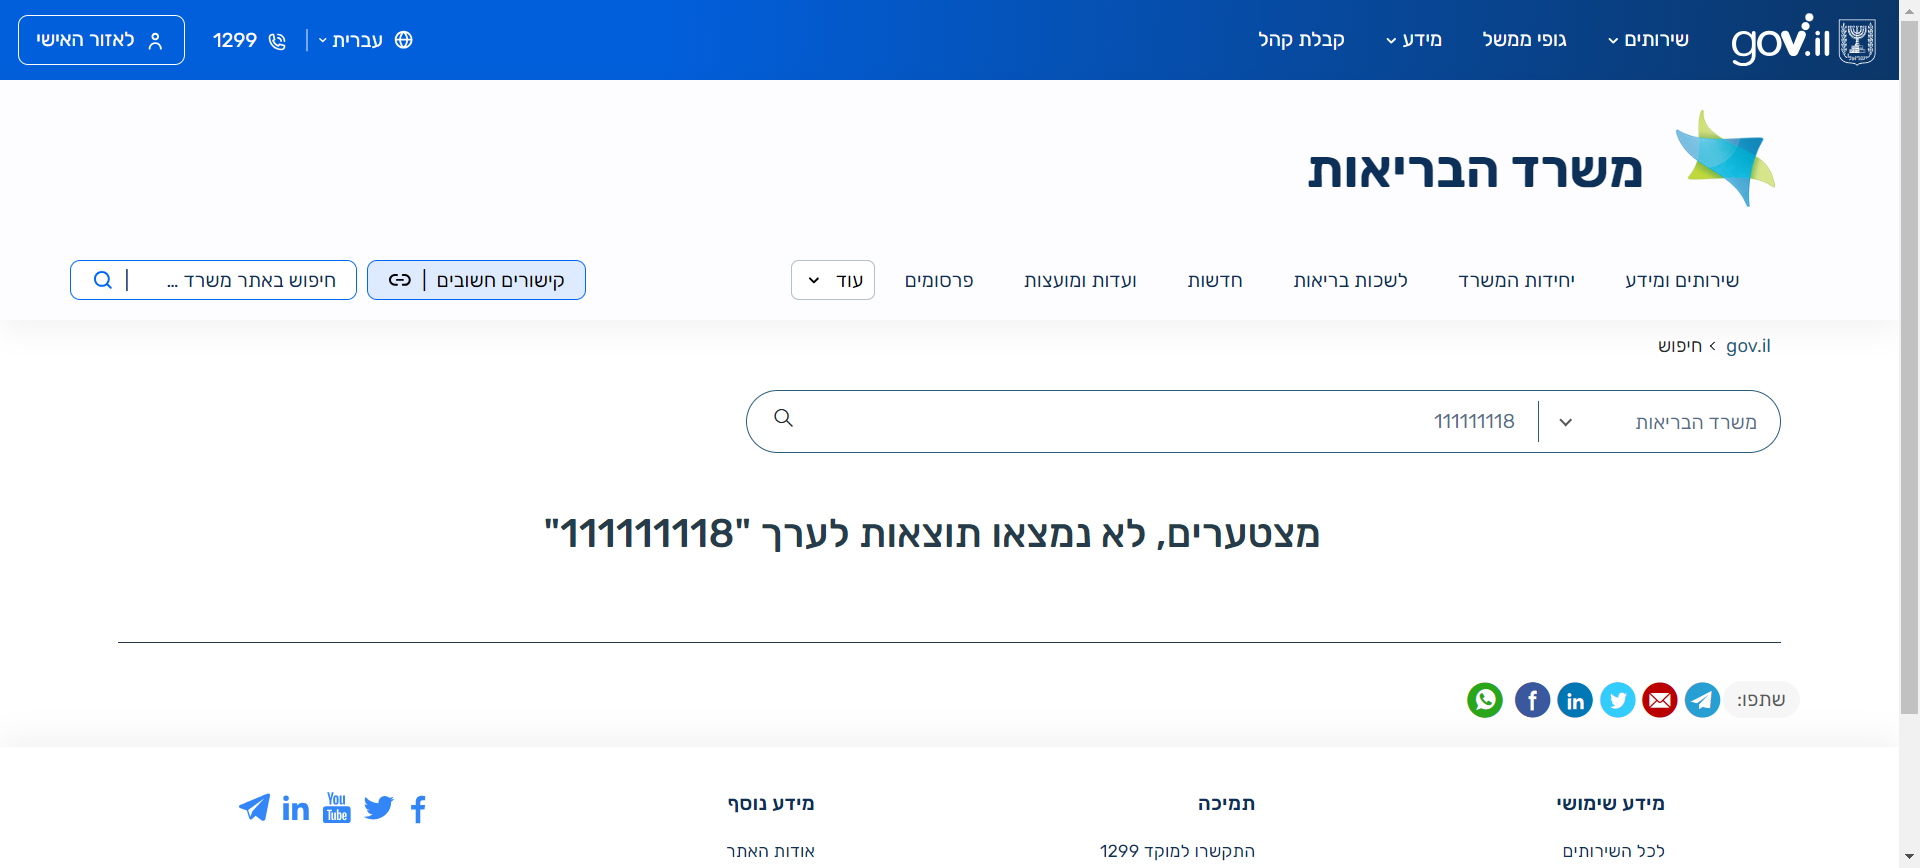 gov.il
שירותים
גופי ממשל
מידע
קבלת קהל
עברית
1299
לאזור האישי
משרד הבריאות
שירותים ומידע
יחידות המשרד
לשכות בריאות
חדשות
ועדות ומועצות
פרסומים
עוד
קישורים חשובים
חיפוש באתר משרד ...
gov.il > חיפוש
משרד הבריאות
111111118
מצטערים, לא נמצאו תוצאות לערך "111111118"
שתפו:
מידע שימושי
תמיכה
מידע נוסף
You
Tube
לכל השירותים
התקשרו למוקד 1299
אודות האתר